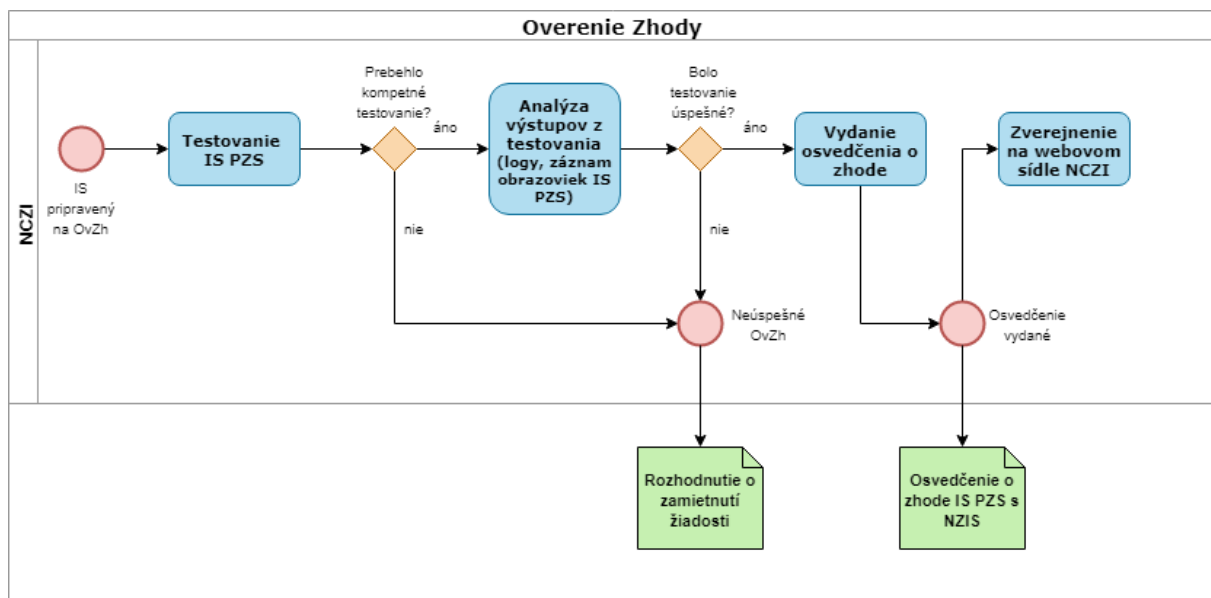 Overenie Zhody
NCZI
IS
pripravený
na OvZh
Testovanie
IS PZS
Prebehlo
kompetné
testovanie?
áno
nie
Analýza
výstupov z
testovania
(logy, záznam
obrazoviek IS
PZS)
Bolo
testovanie
úspešné?
áno
nie
Vydanie
osvedčenia o
zhode
Zverejnenie
na webovom
sídle NCZI
Neúspešné
OvZh
Osvedčenie
vydané
Rozhodnutie o
zamietnutí
žiadosti
Osvedčenie o
zhode IS PZS s
NZIS